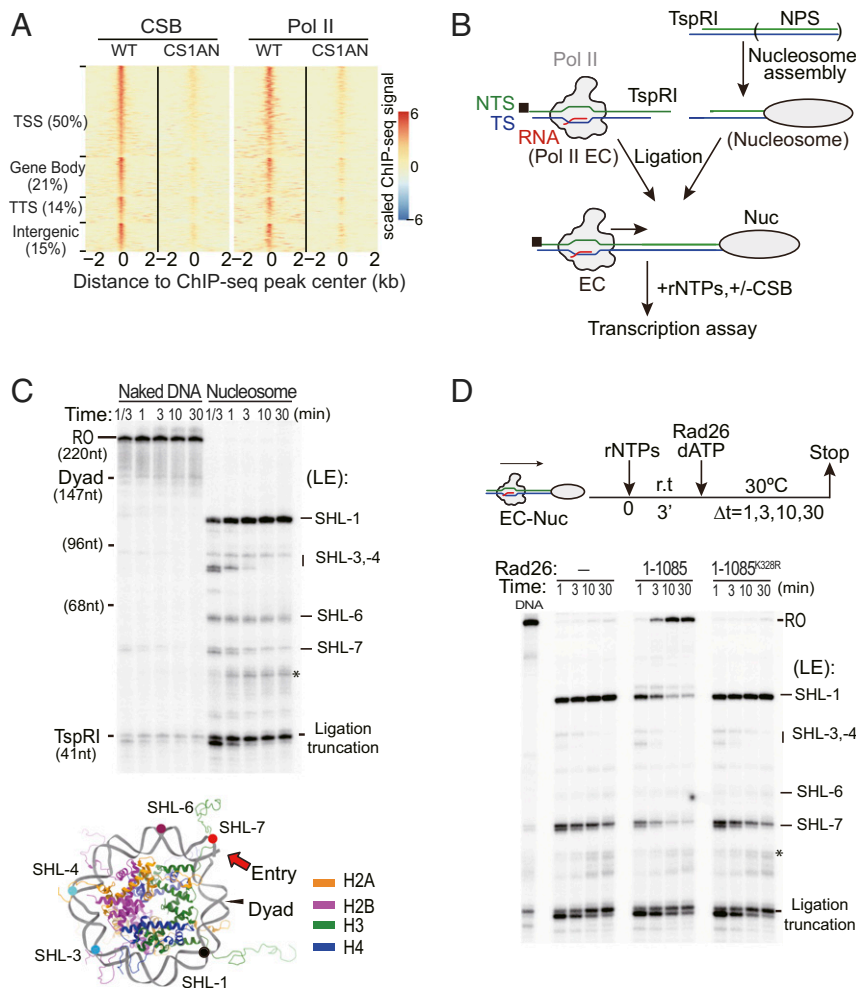 A
CSB
Pol II
WT
CS1AN
WT
CS1AN
TSS (50%)
Gene Body
(21%)
TTS (14%)
Intergenic
(15%)
−2 0 2 −2 0 2 −2 0 2 −2 0 2
Distance to ChIP-seq peak center (kb)
6
−6
scaled ChIP-seq signal
B
TspRI
NPS
Nucleosome
assembly
Pol II
TspRI
NTS
TS
RNA
(Pol II EC)
Ligation
(Nucleosome)
Nuc
EC
+rNTPs,+/-CSB
Transcription assay
C
Naked DNA
Nucleosome
Time: 1/3 1 3 10 30 1/3 1 3 10 30 (min)
RO
(220nt)
Dyad
(147nt)
(LE):
SHL-1
(96nt)
SHL-3,-4
(68nt)
SHL-6
SHL-7
*
TspRI
(41nt)
Ligation
truncation
SHL-6
SHL-7
Entry
SHL-4
Dyad
SHL-3
SHL-1
H2A
H2B
H3
H4
D
rNTPs
Rad26
dATP
Stop
r.t
30ºC
EC-Nuc
0
3'
Δt=1,3,10,30
Rad26: – 1-1085 1-1085K328R
Time: 1 3 10 30 1 3 10 30 1 3 10 30 (min)
DNA
RO
(LE):
SHL-1
SHL-3,-4
SHL-6
SHL-7
*
Ligation
truncation